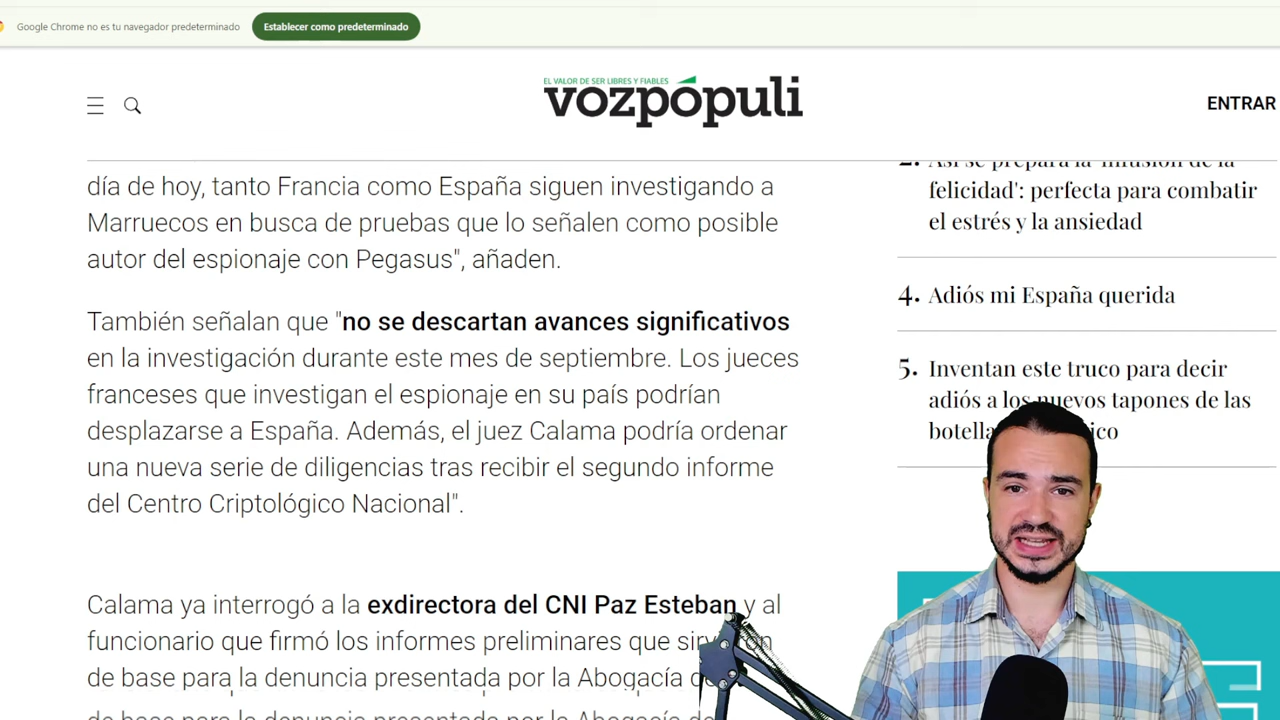 Google Chrome no es tu navegador predeterminado
Establecer como predeterminado
EL VALOR DE SER LIBRES Y FIABLES
vozpópuli
ENTRAR
día de hoy, tanto Francia como España siguen investigando a
Marruecos en busca de pruebas que lo señalen como posible
autor del espionaje con Pegasus", añaden.
También señalan que "no se descartan avances significativos
en la investigación durante este mes de septiembre. Los jueces
franceses que investigan el espionaje en su país podrían
desplazarse a España. Además, el juez Calama podría ordenar
una nueva serie de diligencias tras recibir el segundo informe
del Centro Criptológico Nacional".
Calama ya interrogó a la exdirectora del CNI Paz Esteban y al
funcionario que firmó los informes preliminares que
de base para la denuncia presentada por la Abogacía
de base para la denuncia presentada por la Abogacía de
2. Así se prepara la 'infusión de la
felicidad': perfecta para combatir
el estrés y la ansiedad
4. Adiós mi España querida
5. Inventan este truco para decir
adiós a los nuevos tapones de las